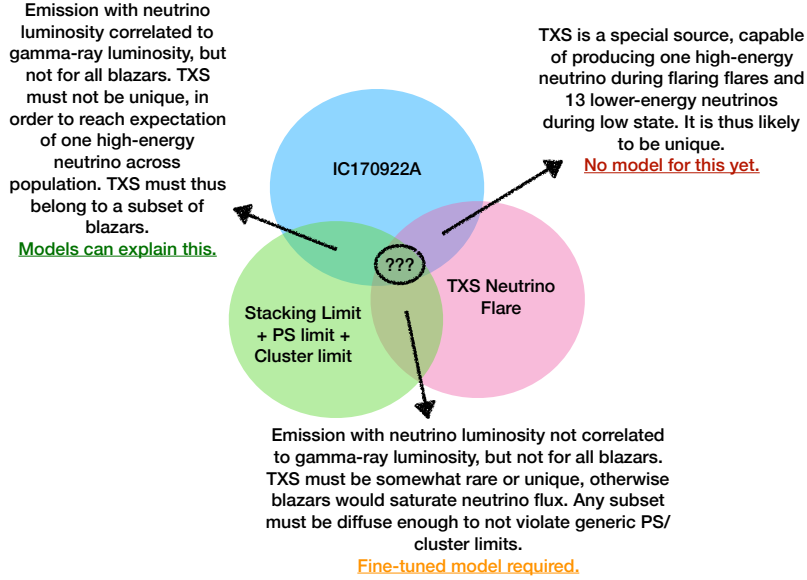 Emission with neutrino
luminosity correlated to
gamma-ray luminosity, but
not for all blazars. TXS
must not be unique, in
order to reach expectation
of one high-energy
neutrino across
population. TXS must thus
belong to a subset of
blazars.
Models can explain this.
TXS is a special source, capable
of producing one high-energy
neutrino during flaring flares and
13 lower-energy neutrinos
during low state. It is thus likely
to be unique.
No model for this yet.
IC170922A
???
TXS Neutrino
Flare
Stacking Limit
+ PS limit +
Cluster limit
Emission with neutrino luminosity not correlated
to gamma-ray luminosity, but not for all blazars.
TXS must be somewhat rare or unique, otherwise
blazars would saturate neutrino flux. Any subset
must be diffuse enough to not violate generic PS/
cluster limits.
Fine-tuned model required.